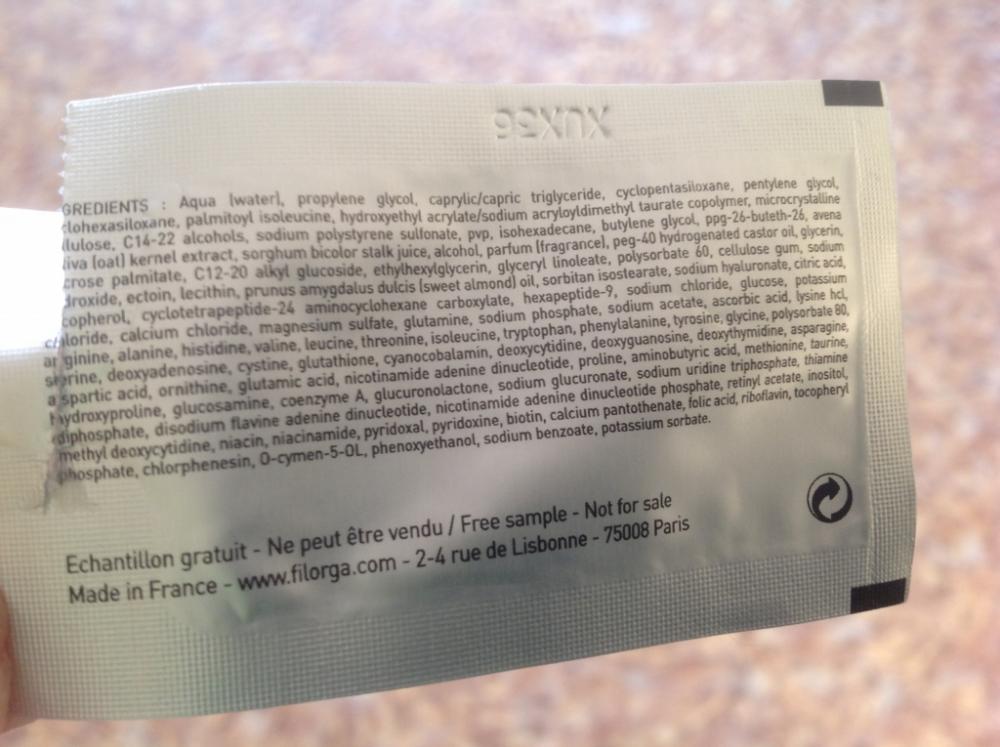 XUX36
GREDIENTS : Aqua (water), propylene glycol, caprylic/capric triglyceride, cyclopentasiloxane, pentylene glycol,
clohexasiloxane, palmitoyl isoleucine, hydroxyethyl acrylate/sodium acryloyldimethyl taurate copolymer, microcrystalline
llulose, C14-22 alcohols, sodium polystyrene sulfonate, pvp, isohexadecane, butylene glycol, ppg-26-buteth-26, avena
tiva (oat) kernel extract, sorghum bicolor stalk juice, alcohol, parfum (fragrance), peg-40 hydrogenated castor oil, glycerin,
crose palmitate, C12-20 alkyl glucoside, ethylhexylglycerin, glyceryl linoleate, polysorbate 60, cellulose gum, sodium
droxide, ectoin, lecithin, prunus amygdalus dulcis (sweet almond) oil, sorbitan isostearate, sodium hyaluronate, citric acid,
copherol, cyclotetrapeptide-24 aminocyclohexane carboxylate, hexapeptide-9, sodium chloride, glucose, potassium
chloride, calcium chloride, magnesium sulfate, glutamine, sodium phosphate, sodium acetate, ascorbic acid, lysine hcl,
arginine, alanine, histidine, valine, leucine, threonine, isoleucine, tryptophan, phenylalanine, tyrosine, glycine, polysorbate 80,
serine, deoxyadenosine, cystine, glutathione, cyanocobalamin, deoxycytidine, deoxyguanosine, deoxythymidine, asparagine,
aspartic acid, ornithine, glutamic acid, nicotinamide adenine dinucleotide, proline, aminobutyric acid, methionine, taurine,
hydroxyproline, glucosamine, coenzyme A, glucuronolactone, sodium glucuronate, sodium uridine triphosphate, thiamine
diphosphate, disodium flavine adenine dinucleotide, nicotinamide adenine dinucleotide phosphate, retinyl acetate, inositol,
methyl deoxycytidine, niacin, niacinamide, pyridoxal, pyridoxine, biotin, calcium pantothenate, folic acid, riboflavin, tocopheryl
phosphate, chlorphenesin, O-cymen-5-OL, phenoxyethanol, sodium benzoate, potassium sorbate.
Echantillon gratuit - Ne peut être vendu / Free sample - Not for sale
Made in France - www.filorga.com - 2-4 rue de Lisbonne - 75008 Paris